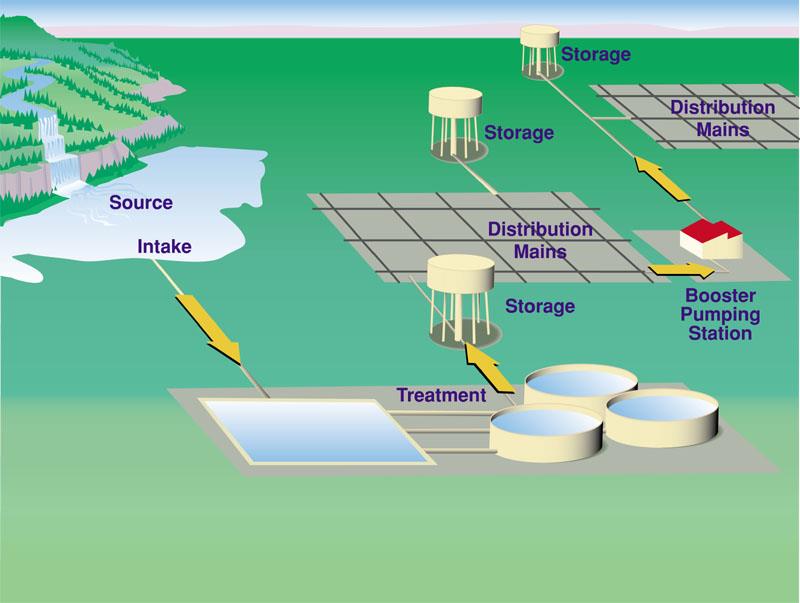 Storage
Distribution
Mains
Storage
Source
Distribution
Mains
Intake
Storage
Booster
Pumping
Station
Treatment